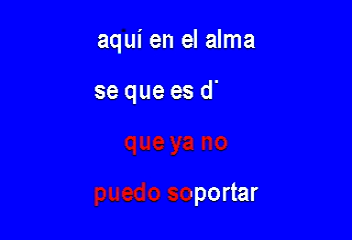 aquí en el alma
se que es d
que ya no
puedo soportar